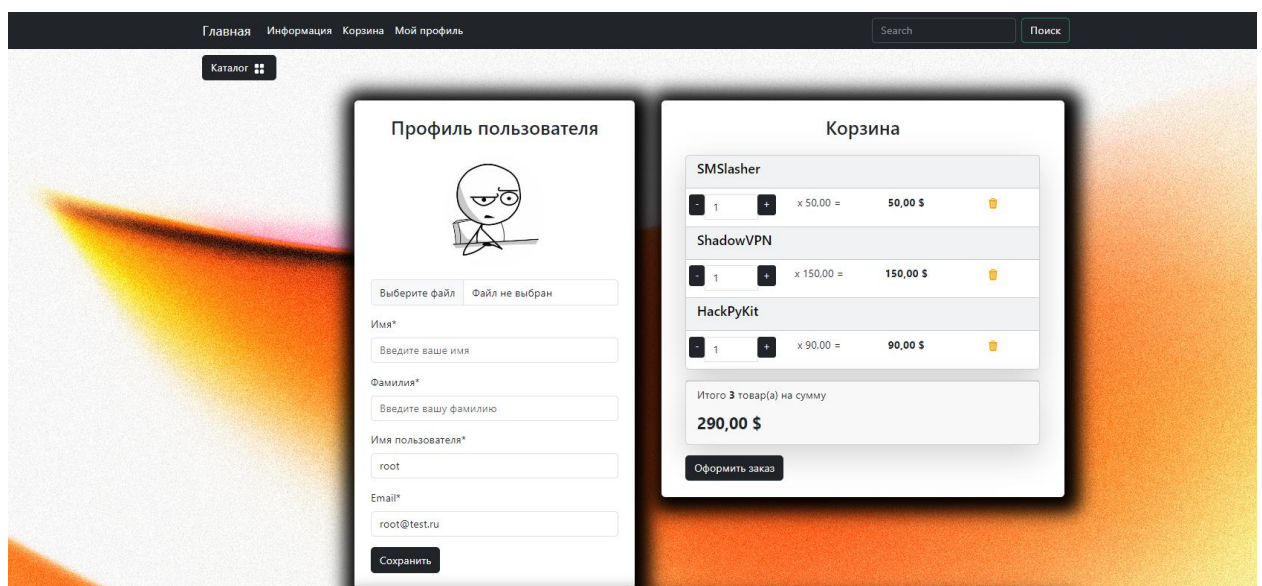 Главная Информация Корзина Мой профиль Search Поиск
Каталог
Профиль пользователя
Выберите файл Файл не выбран
Имя*
Введите ваше имя
Фамилия*
Введите вашу фамилию
Имя пользователя*
root
Email*
root@test.ru
Сохранить
Корзина
SMSlasher
- 1 + x 50,00 = 50,00 $
ShadowVPN
- 1 + x 150,00 = 150,00 $
HackPyKit
- 1 + x 90,00 = 90,00 $
Итого 3 товар(а) на сумму
290,00 $
Оформить заказ